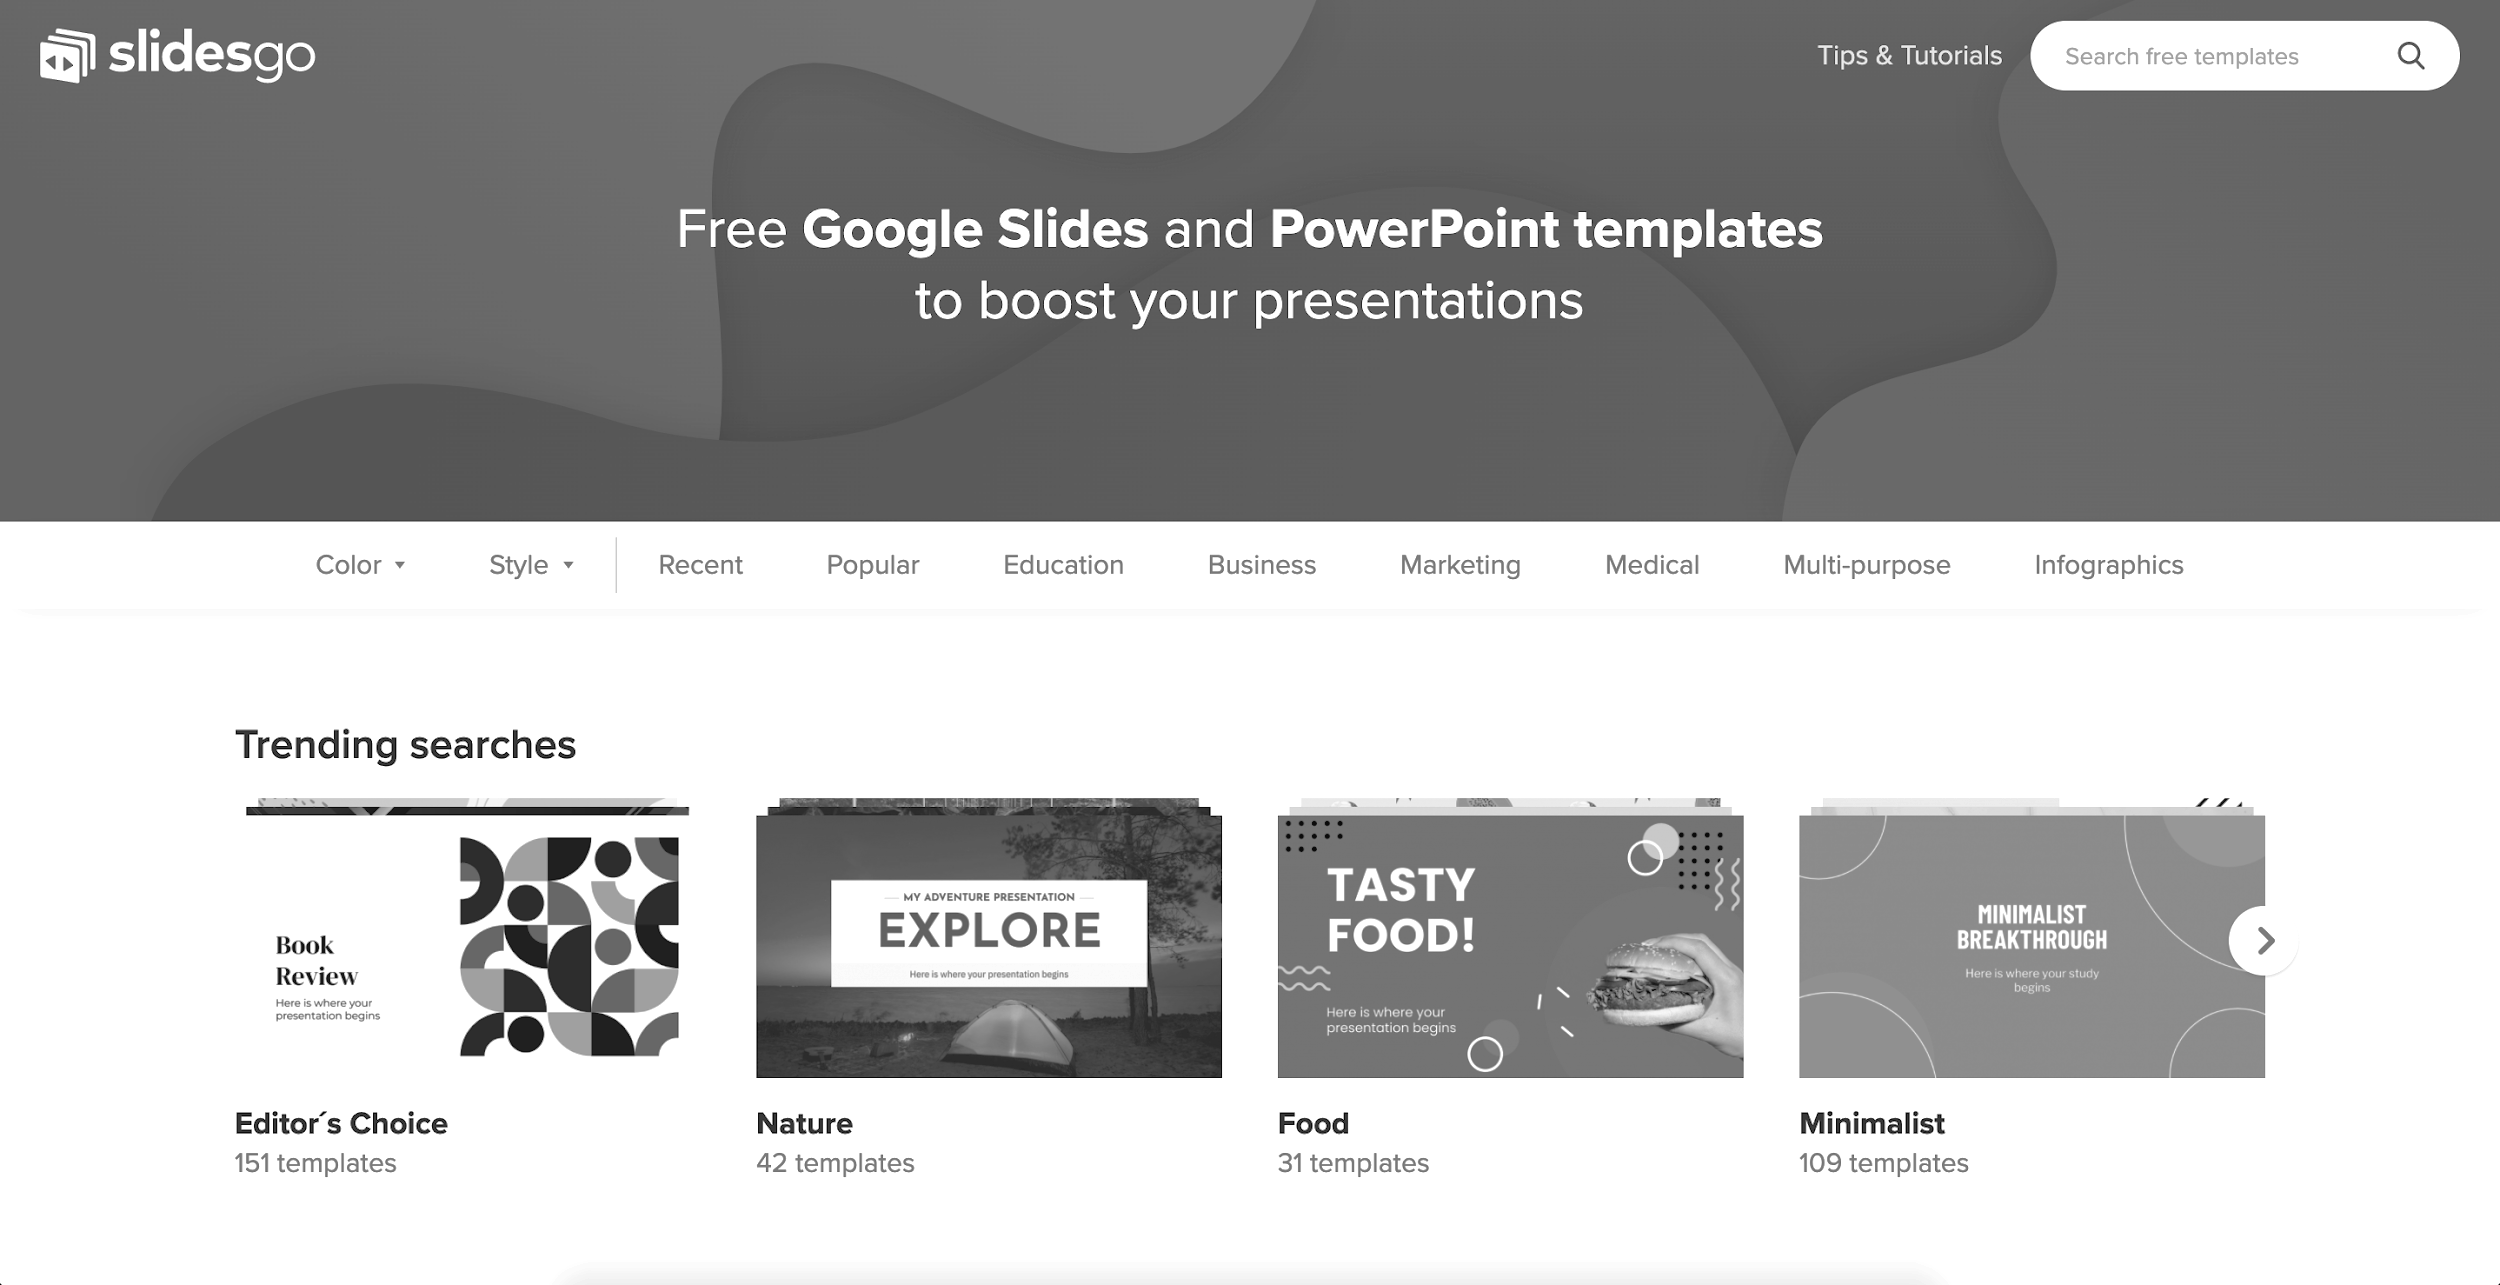 slidesgo
Tips & Tutorials
Search free templates
Free Google Slides and PowerPoint templates
to boost your presentations
Color
Style
Recent
Popular
Education
Business
Marketing
Medical
Multi-purpose
Infographics
Trending searches
Book
Review
Here is where your
presentation begins
MY ADVENTURE PRESENTATION
EXPLORE
Here is where your presentation begins
TASTY
FOOD!
Here is where your
presentation begins
MINIMALIST
BREAKTHROUGH
Here is where your study
begins
Editor´s Choice
151 templates
Nature
42 templates
Food
31 templates
Minimalist
109 templates